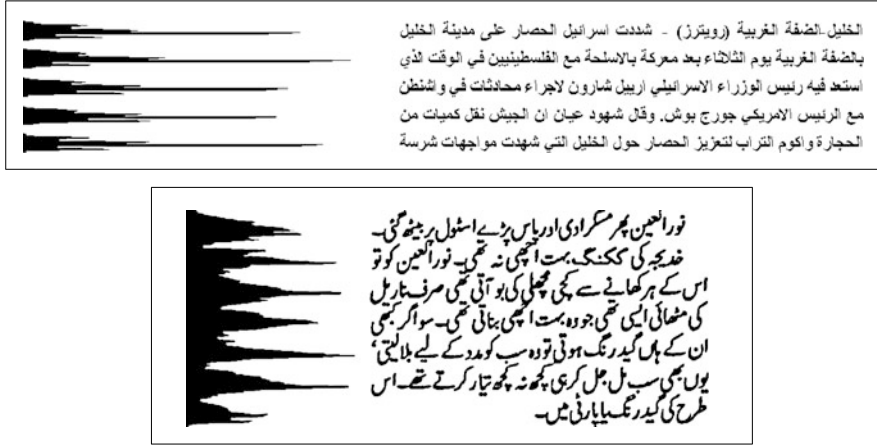 الخليل-الضفة الغربية (رويترز) - شددت اسرائيل الحصار على مدينة الخليل
بالضفة الغربية يوم الثلاثاء بعد معركة بالاسلحة مع الفلسطينيين في الوقت الذي
استعد فيه رئيس الوزراء الاسرائيلي ارييل شارون لاجراء محادثات في واشنطن
مع الرئيس الامريكي جورج بوش. وقال شهود عيان ان الجيش نقل كميات من
الحجارة واكوم التراب لتعزيز الحصار حول الخليل التي شهدت مواجهات شرسة
نورالعین پھر مسکرادی اور پاس پڑے اسٹول پر بیٹھ گئی۔
خدیجہ کی ککنگ بہت اچھی نہ تھی۔ نورالعین کو تو
اس کے ہر کھانے سے کچی مچھلی کی بو آتی تھی صرف ناریل
کی مٹھائی ایسی تھی جو وہ بہت اچھی بناتی تھی۔ سو اگر کبھی
ان کے ہاں گیدرنگ ہوتی تو وہ سب کو مدد کے لیے بلا لیتی،
یوں بھی سب مل جل کر ہی کچھ نہ کچھ تیار کرتے تھے۔ اس
طرح کی گیدرنگ یا پارٹی میں۔